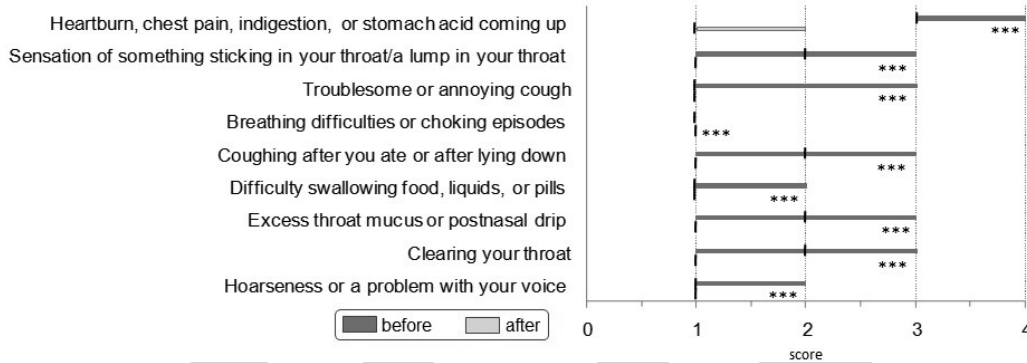 Heartburn, chest pain, indigestion, or stomach acid coming up
***
Sensation of something sticking in your throat/a lump in your throat
***
Troublesome or annoying cough
***
Breathing difficulties or choking episodes
***
Coughing after you ate or after lying down
***
Difficulty swallowing food, liquids, or pills
***
Excess throat mucus or postnasal drip
***
Clearing your throat
***
Hoarseness or a problem with your voice
***
before after
0 1 2 3 4
score